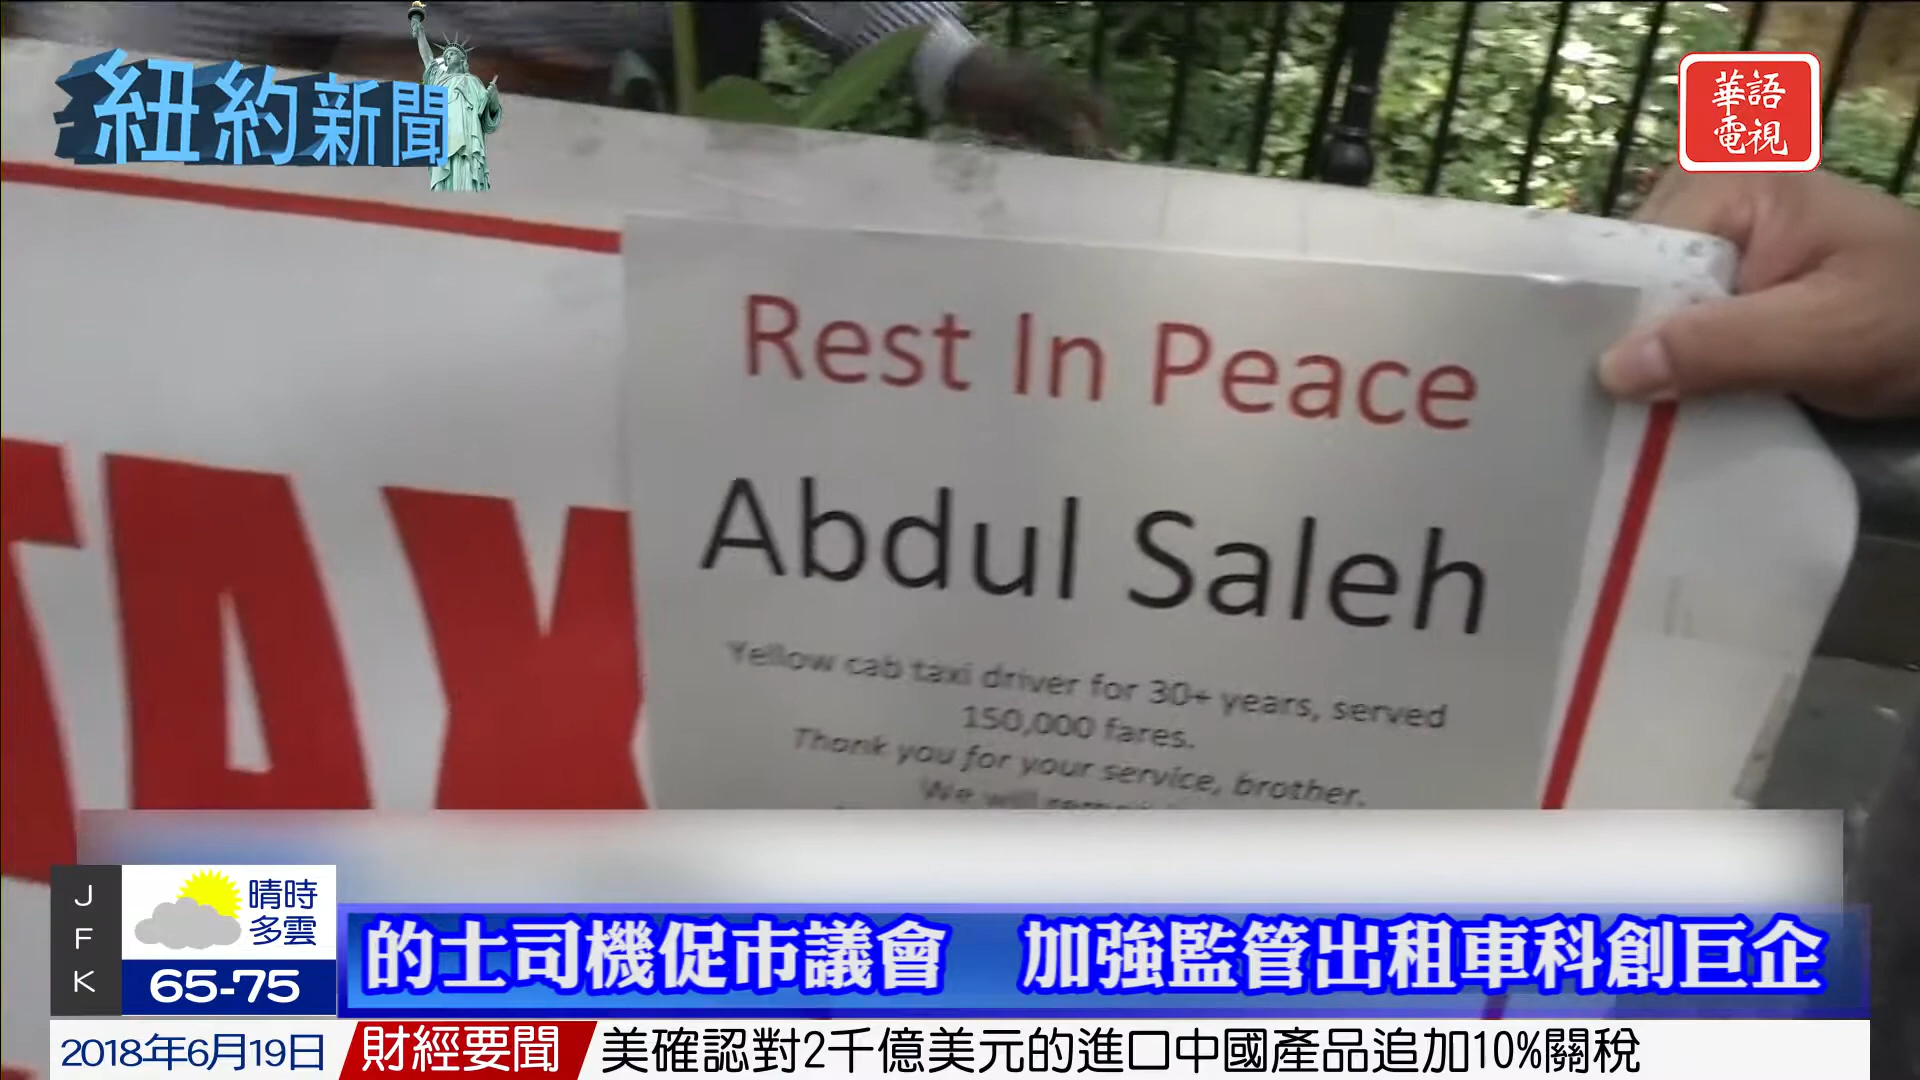 紐約新聞
華語
電視
Rest In Peace
Abdul Saleh
TAX
Yellow cab taxi driver for 30+ years, served
150,000 fares.
Thank you for your service, brother.
We will
JFK
晴時
多雲
65-75
的士司機促市議會 加強監管出租車科創巨企
2018年6月19日
財經要聞
美確認對2千億美元的進口中國產品追加10%關稅